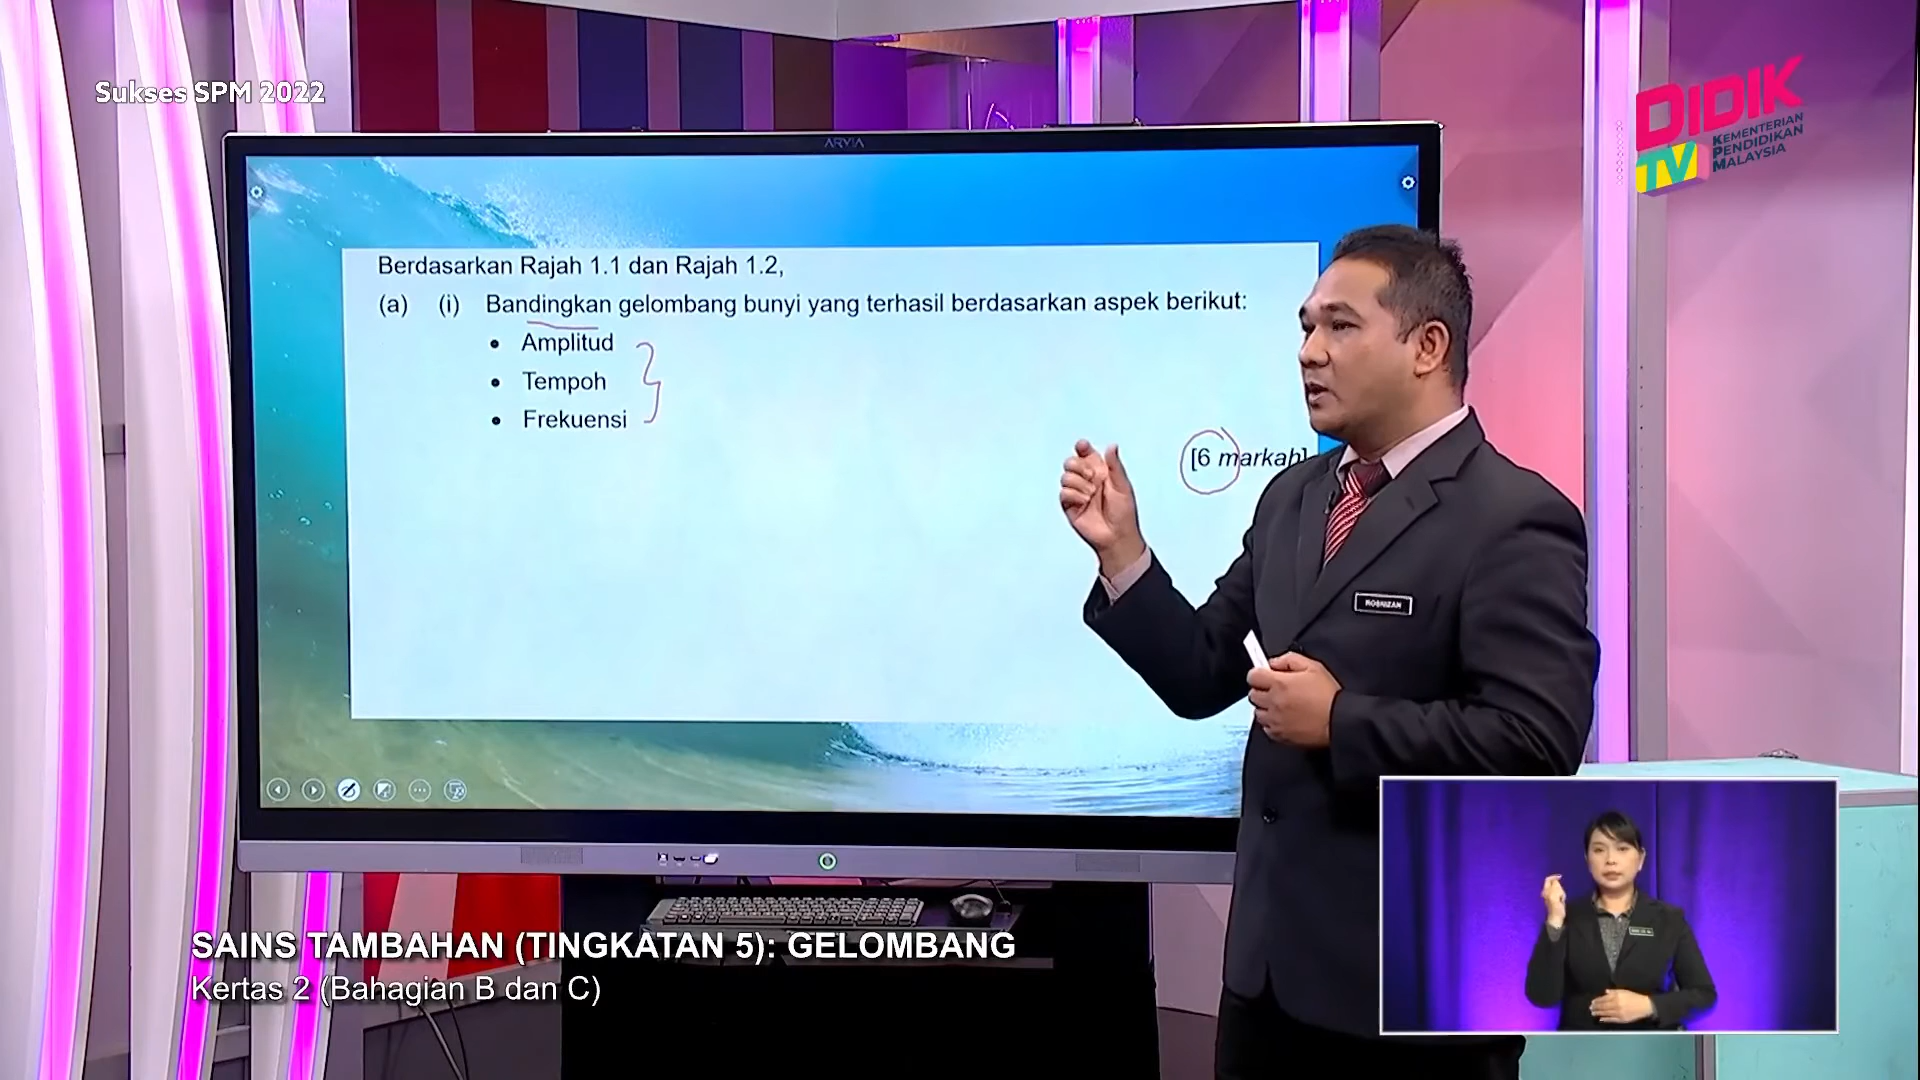 Sukses SPM 2022
DIDIK
TV
KEMENTERIAN
PENDIDIKAN
MALAYSIA
ARVIA
Berdasarkan Rajah 1.1 dan Rajah 1.2,
(a) (i) Bandingkan gelombang bunyi yang terhasil berdasarkan aspek berikut:
• Amplitud
• Tempoh
• Frekuensi
[6 markah]
ROSNIZAN
SAINS TAMBAHAN (TINGKATAN 5): GELOMBANG
Kertas 2 (Bahagian B dan C)